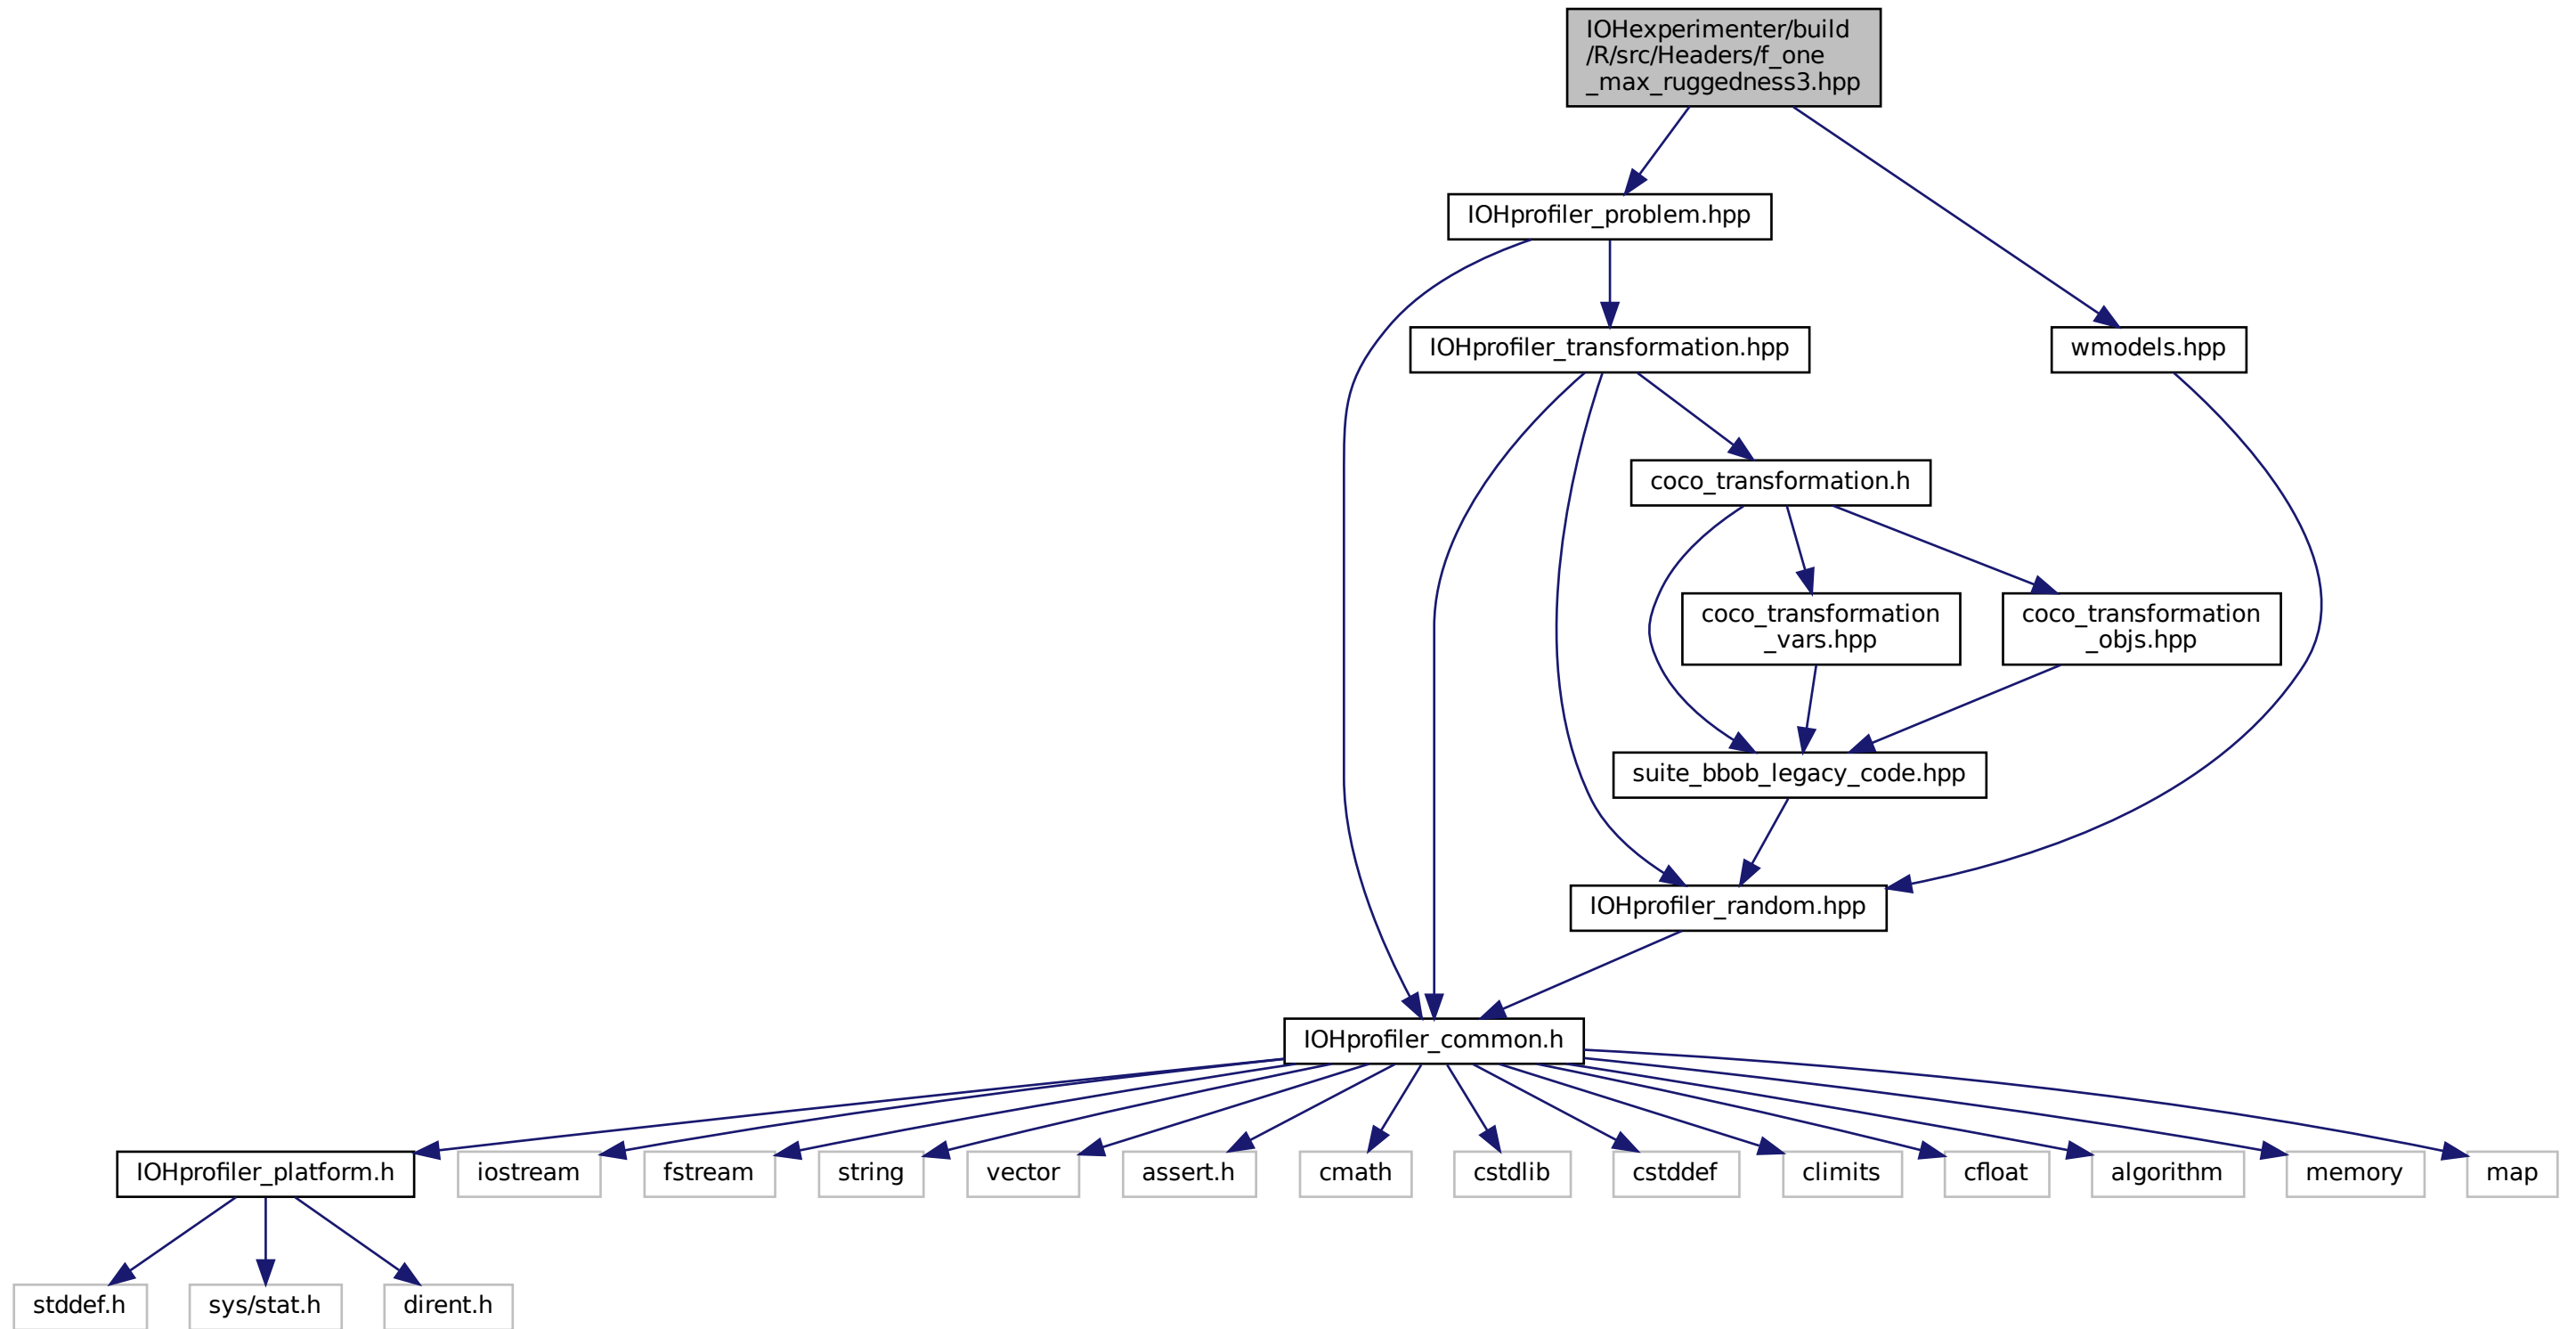 IOHexperimenter/build
/R/src/Headers/f_one
_max_ruggedness3.hpp
IOHprofiler_problem.hpp
IOHprofiler_transformation.hpp
wmodels.hpp
coco_transformation.h
coco_transformation
_vars.hpp
coco_transformation
_objs.hpp
suite_bbob_legacy_code.hpp
IOHprofiler_random.hpp
IOHprofiler_common.h
IOHprofiler_platform.h
iostream
fstream
string
vector
assert.h
cmath
cstdlib
cstddef
climits
cfloat
algorithm
memory
map
stddef.h
sys/stat.h
dirent.h